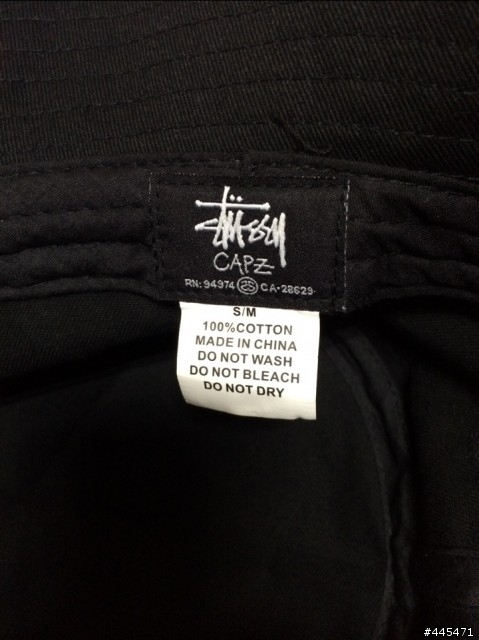 Stüssy
CAPZ
RN: 94974 2S CA-28629
S/M
100%COTTON
MADE IN CHINA
DO NOT WASH
DO NOT BLEACH
DO NOT DRY
#445471